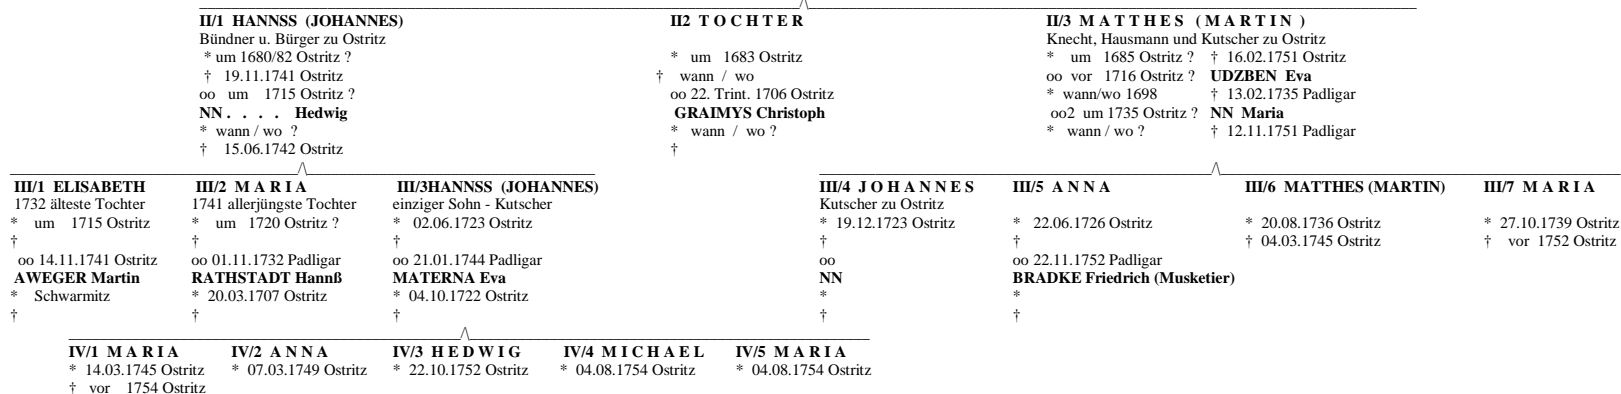 II/1 HANNSS (JOHANNES)
Bündner u. Bürger zu Ostritz
* um 1680/82 Ostritz ?
† 19.11.1741 Ostritz
oo um 1715 Ostritz ?
NN . . . . Hedwig
* wann / wo ?
† 15.06.1742 Ostritz
II2 T O C H T E R
* um 1683 Ostritz
† wann / wo
oo 22. Trint. 1706 Ostritz
GRAIMYS Christoph
* wann / wo ?
†
II/3 M A T T H E S ( M A R T I N )
Knecht, Hausmann und Kutscher zu Ostritz
* um 1685 Ostritz ? † 16.02.1751 Ostritz
oo vor 1716 Ostritz ? UDZBEN Eva
* wann/wo 1698 † 13.02.1735 Padligar
oo2 um 1735 Ostritz ? NN Maria
* wann / wo ? † 12.11.1751 Padligar
III/1 ELISABETH
1732 älteste Tochter
* um 1715 Ostritz
†
oo 14.11.1741 Ostritz
AWEGER Martin
* Schwarmitz
†
III/2 M A R I A
1741 allerjüngste Tochter
* um 1720 Ostritz ?
†
oo 01.11.1732 Padligar
RATHSTADT Hannß
* 20.03.1707 Ostritz
†
III/3HANNSS (JOHANNES)
einziger Sohn - Kutscher
* 02.06.1723 Ostritz
†
oo 21.01.1744 Padligar
MATERNA Eva
* 04.10.1722 Ostritz
†
III/4 J O H A N N E S
Kutscher zu Ostritz
* 19.12.1723 Ostritz
†
oo
NN
*
†
III/5 A N N A
* 22.06.1726 Ostritz
†
oo 22.11.1752 Padligar
BRADKE Friedrich (Musketier)
*
†
III/6 MATTHES (MARTIN)
* 20.08.1736 Ostritz
† 04.03.1745 Ostritz
III/7 M A R I A
* 27.10.1739 Ostritz
† vor 1752 Ostritz
IV/1 M A R I A
* 14.03.1745 Ostritz
† vor 1754 Ostritz
IV/2 A N N A
* 07.03.1749 Ostritz
IV/3 H E D W I G
* 22.10.1752 Ostritz
IV/4 M I C H A E L
* 04.08.1754 Ostritz
IV/5 M A R I A
* 04.08.1754 Ostritz